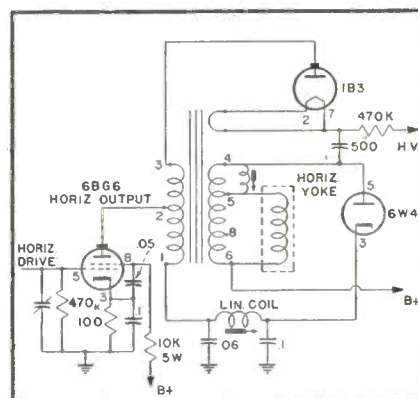 1B3
2
7
470K
H.V.
500
3
4
HORIZ
YOKE
5
6BG6
HORIZ OUTPUT
2
5
6W4
.05
8
HORIZ
DRIVE
5
8
3
1
6
3
B+
470K
100
.1
LIN. COIL
.06
.1
10K
5W
B+